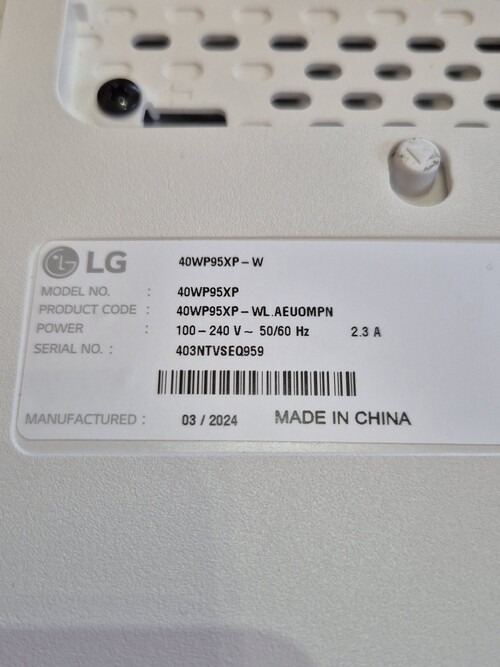 LG 40WP95XP-W
MODEL NO. : 40WP95XP
PRODUCT CODE : 40WP95XP-WL.AEUOMPN
POWER : 100-240 V~ 50/60 Hz 2.3 A
SERIAL NO. : 403NTVSEQ959
MANUFACTURED : 03 / 2024 MADE IN CHINA